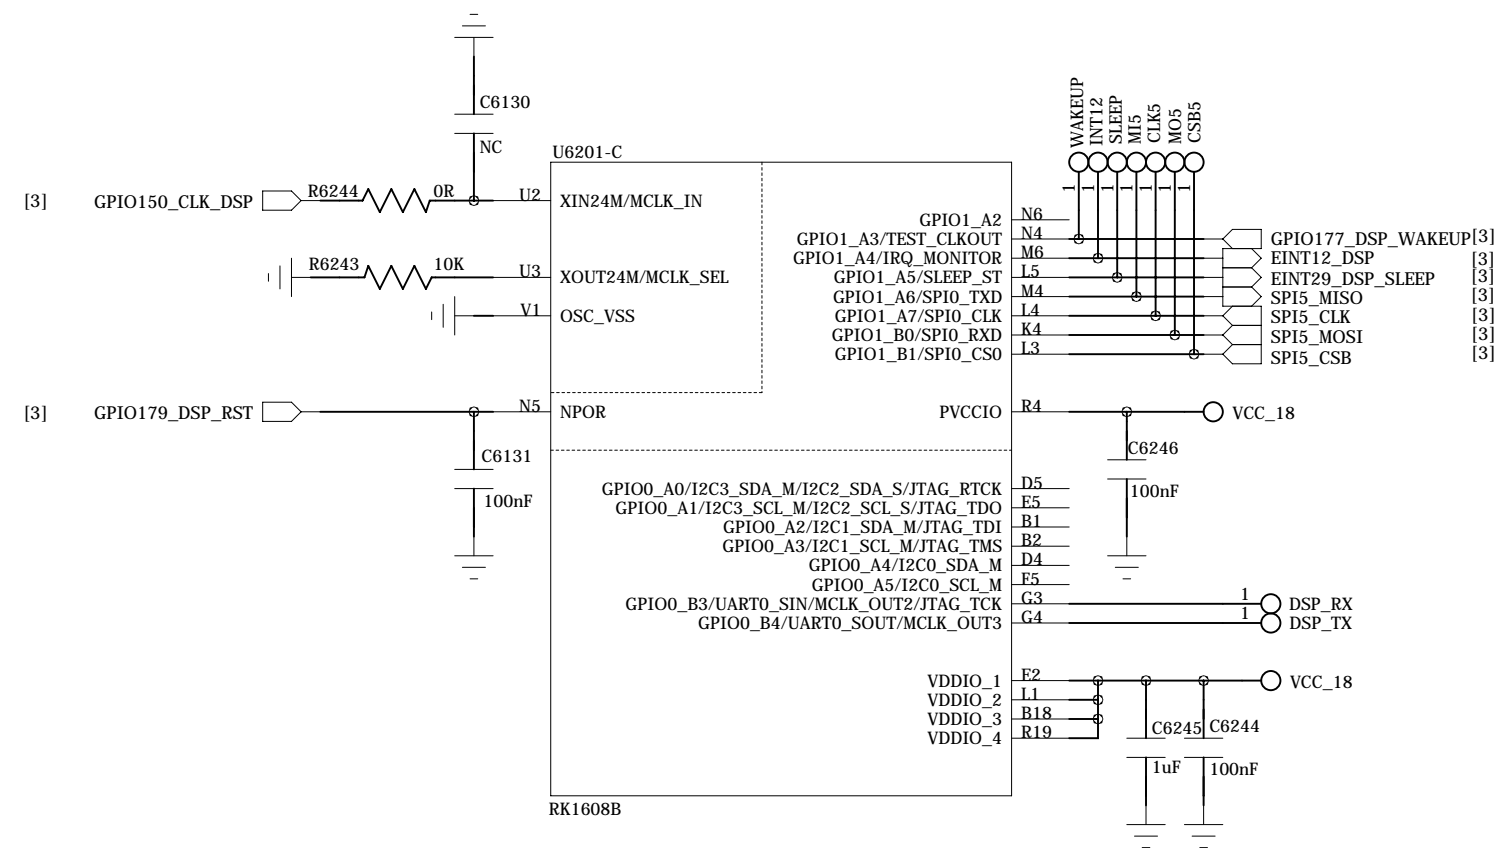 C6130
NC
U6201-C
WAKEUP
INT12
SLEEP
MI5
CLK5
MO5
CSB5
1 1 1 1 1 1 1
[3] GPIO150_CLK_DSP R6244 0R U2 XIN24M/MCLK_IN
R6243 10K U3 XOUT24M/MCLK_SEL
V1 OSC_VSS
GPIO1_A2 N6
GPIO1_A3/TEST_CLKOUT N4 GPIO177_DSP_WAKEUP [3]
GPIO1_A4/IRQ_MONITOR M6 EINT12_DSP [3]
GPIO1_A5/SLEEP_ST L5 EINT29_DSP_SLEEP [3]
GPIO1_A6/SPI0_TXD M4 SPI5_MISO [3]
GPIO1_A7/SPI0_CLK L4 SPI5_CLK [3]
GPIO1_B0/SPI0_RXD K4 SPI5_MOSI [3]
GPIO1_B1/SPI0_CS0 L3 SPI5_CSB [3]
[3] GPIO179_DSP_RST N5 NPOR
PVCCIO R4 VCC_18
C6131
100nF
C6246
100nF
GPIO0_A0/I2C3_SDA_M/I2C2_SDA_S/JTAG_RTCK D5
GPIO0_A1/I2C3_SCL_M/I2C2_SCL_S/JTAG_TDO E5
GPIO0_A2/I2C1_SDA_M/JTAG_TDI B1
GPIO0_A3/I2C1_SCL_M/JTAG_TMS B2
GPIO0_A4/I2C0_SDA_M D4
GPIO0_A5/I2C0_SCL_M F5
GPIO0_B3/UART0_SIN/MCLK_OUT2/JTAG_TCK G3 1 DSP_RX
GPIO0_B4/UART0_SOUT/MCLK_OUT3 G4 1 DSP_TX
VDDIO_1 E2 VCC_18
VDDIO_2 L1
VDDIO_3 B18
VDDIO_4 R19
C6245
1uF
C6244
100nF
RK1608B